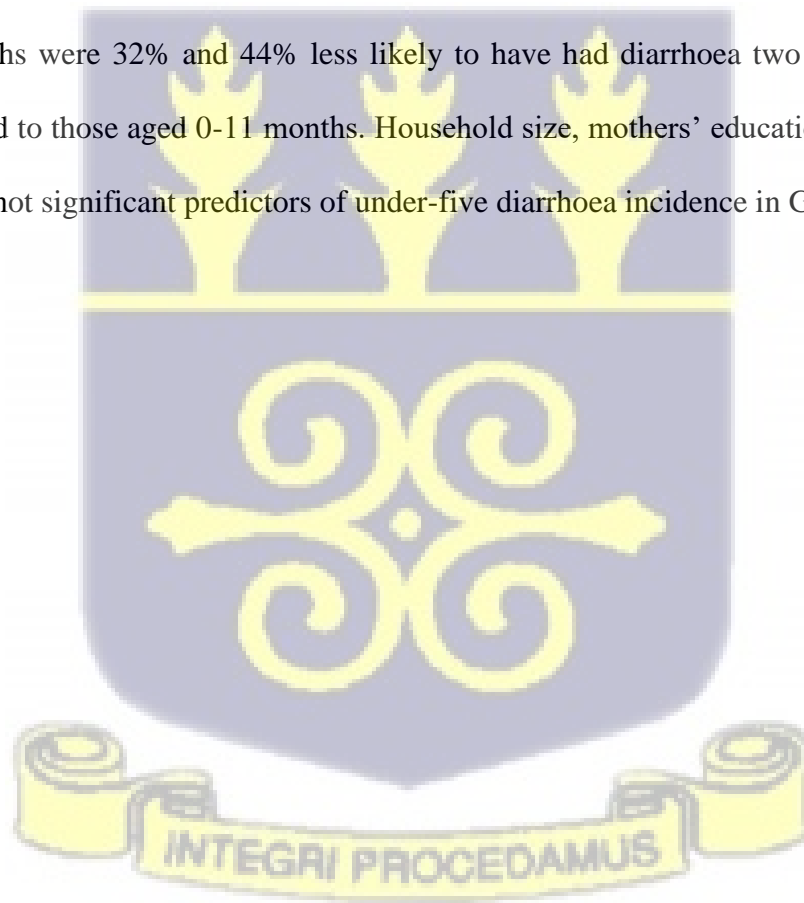 hs were 32% and 44% less likely to have had diarrhoea two
d to those aged 0-11 months. Household size, mothers’ educati
not significant predictors of under-five diarrhoea incidence in G
INTEGRI PROCEDAMUS